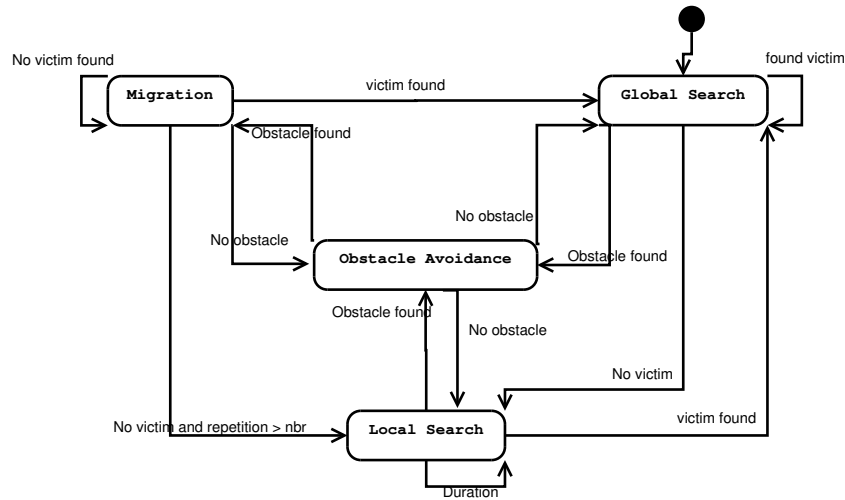 No victim found
found victim
Migration
victim found
Global Search
Obstacle found
No obstacle
No obstacle
Obstacle Avoidance
Obstacle found
Obstacle found
No obstacle
No victim
victim found
No victim and repetition > nbr
Local Search
Duration